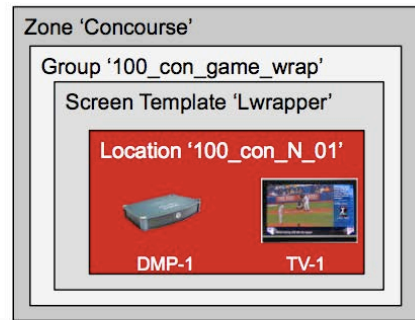 Zone ‘Concourse’
Group ‘100_con_game_wrap’
Screen Template ‘Lwrapper’
Location ‘100_con_N_01’
DMP-1
TV-1